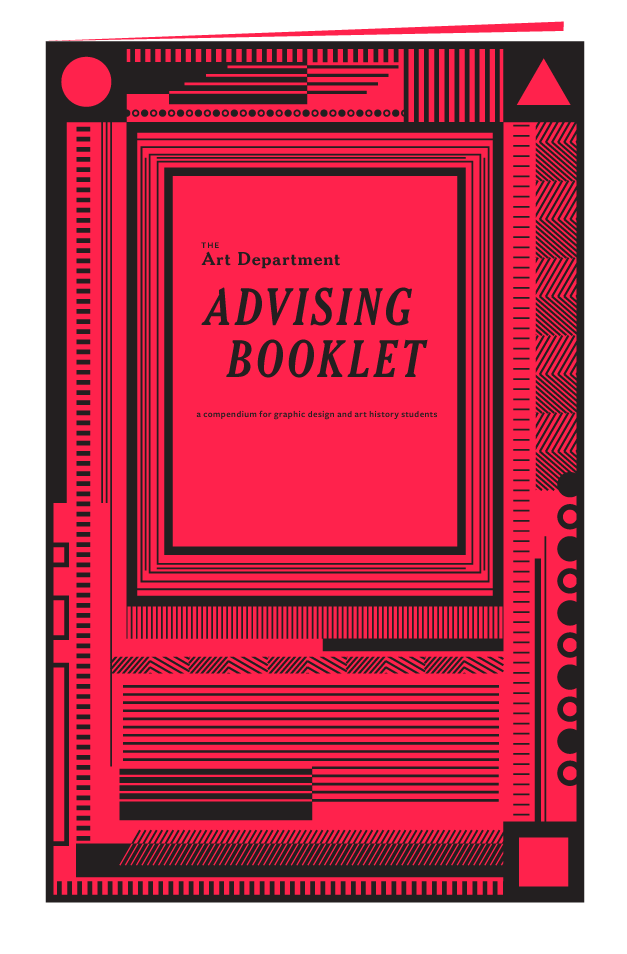 THE
Art Department
ADVISING
BOOKLET
a compendium for graphic design and art history students